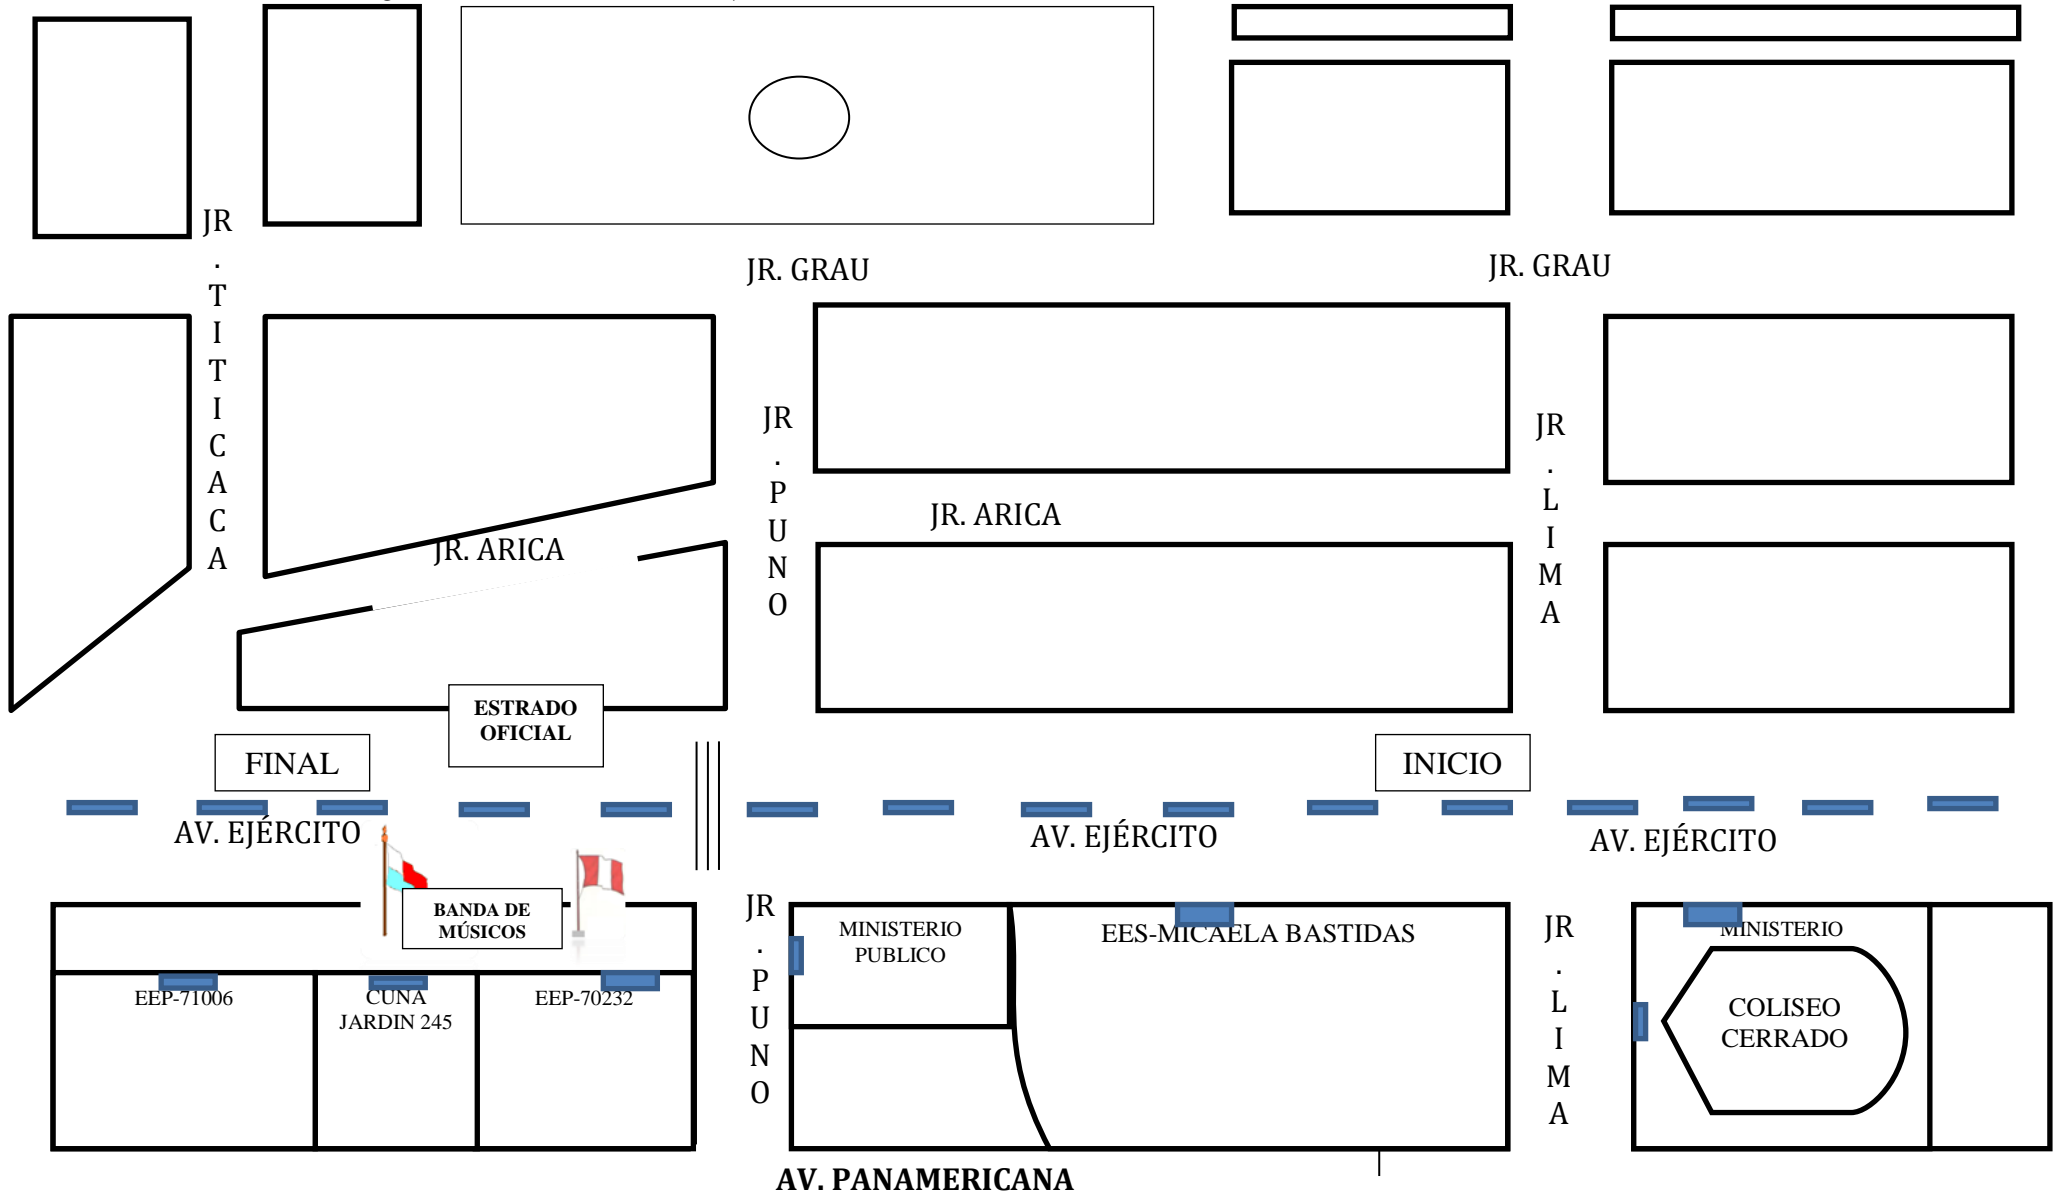 JR. TITICACA
JR. GRAU
JR. GRAU
JR. PUNO
JR. LIMA
JR. ARICA
JR. ARICA
ESTRADO
OFICIAL
FINAL
INICIO
AV. EJÉRCITO
AV. EJÉRCITO
AV. EJÉRCITO
BANDA DE
MÚSICOS
JR. PUNO
MINISTERIO
PUBLICO
EES-MICAELA BASTIDAS
JR. LIMA
MINISTERIO
COLISEO
CERRADO
EEP-71006
CUNA
JARDIN 245
EEP-70232
AV. PANAMERICANA